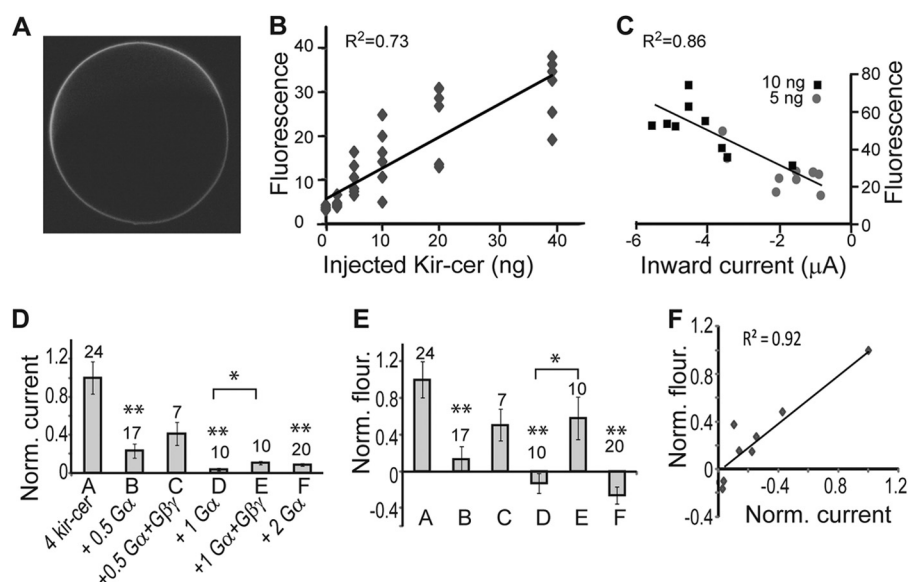 A
B
R²=0.73
Fluorescence
40
30
20
10
0
0 10 20 30 40
Injected Kir-cer (ng)
C
R²=0.86
10 ng
5 ng
80
60
40
20
0
Fluorescence
-6 -4 -2 0
Inward current (μA)
D
Norm. current
1.2
0.8
0.4
0
24
**
17
7
**
10
*
10
**
20
A B C D E F
4 kir-cer
+ 0.5 Gα
+0.5 Gα+Gβγ
+ 1 Gα
+1 Gα+Gβγ
+ 2 Gα
E
Norm. flour.
1.2
0.8
0.4
0
-0.4
24
**
17
7
**
10
*
10
**
20
A B C D E F
F
Norm. flour.
R² = 0.92
1.2
0.8
0.4
0
-0.4
-0.4 0.4 1.2
Norm. current